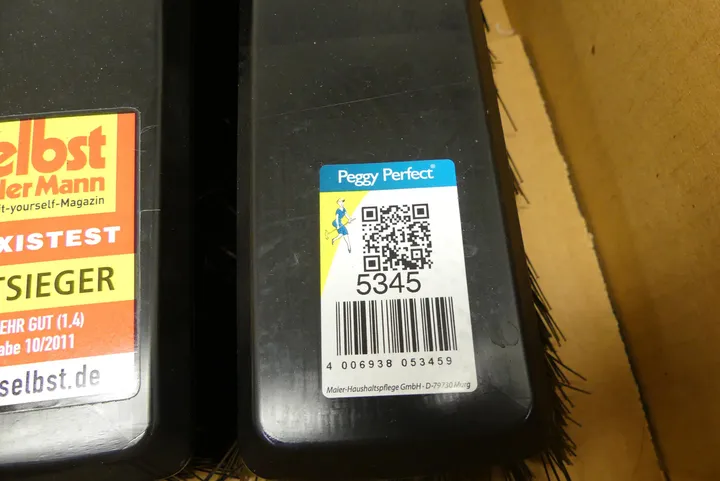 elbst
der Mann
t-yourself-Magazin
XISTEST
TSIEGER
EHR GUT (1,4)
abe 10/2011
selbst.de
Peggy Perfect®
5345
4 006938 053459
Maier-Haushaltspflege GmbH - D-79730 Murg